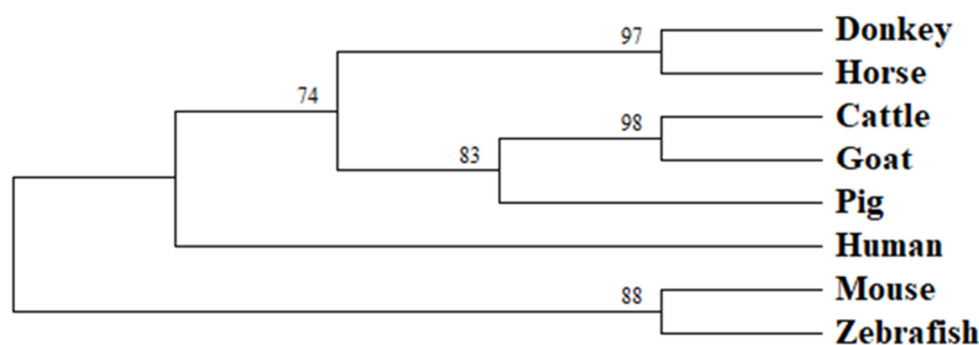 Donkey
97
Horse
74
Cattle
98
Goat
83
Pig
Human
Mouse
88
Zebrafish